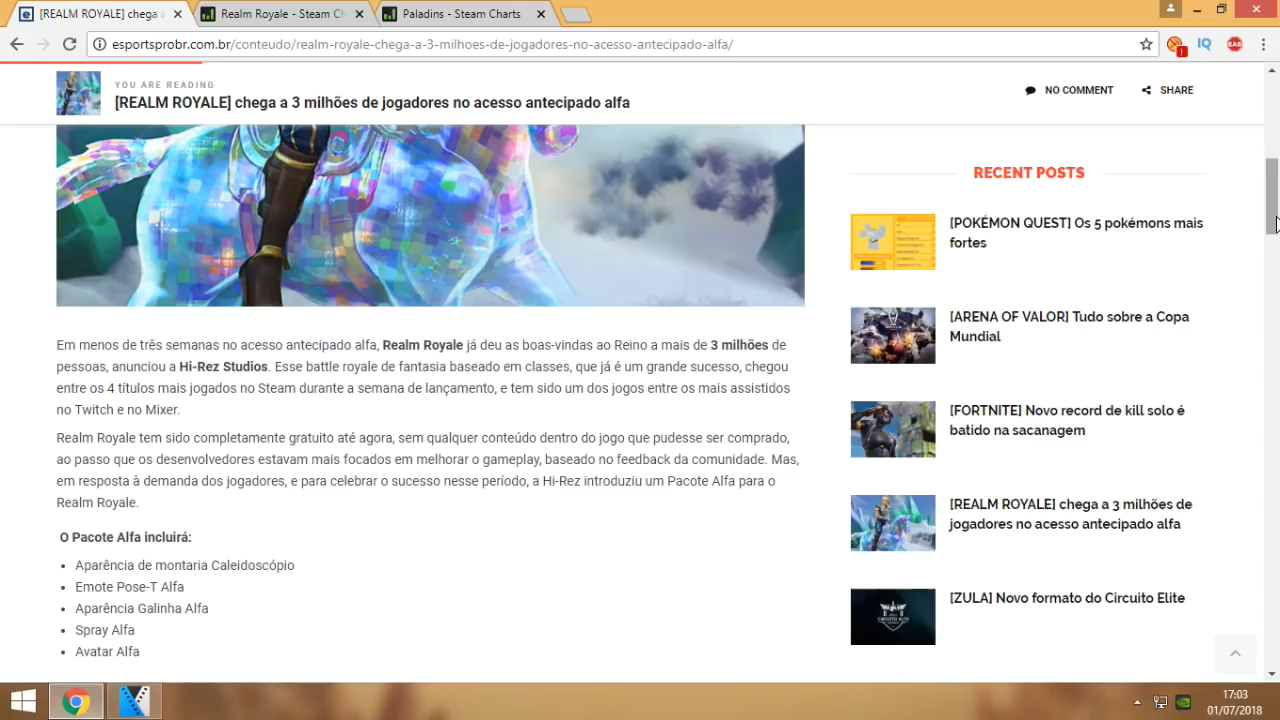 [REALM ROYALE] chega a
Realm Royale - Steam Ch
Paladins - Steam Charts
esportsprobr.com.br/conteudo/realm-royale-chega-a-3-milhoes-de-jogadores-no-acesso-antecipado-alfa/
IQ
EAB
YOU ARE READING
[REALM ROYALE] chega a 3 milhões de jogadores no acesso antecipado alfa
NO COMMENT
SHARE
Em menos de três semanas no acesso antecipado alfa, Realm Royale já deu as boas-vindas ao Reino a mais de 3 milhões de
pessoas, anunciou a Hi-Rez Studios. Esse battle royale de fantasia baseado em classes, que já é um grande sucesso, chegou
entre os 4 títulos mais jogados no Steam durante a semana de lançamento, e tem sido um dos jogos entre os mais assistidos
no Twitch e no Mixer.
Realm Royale tem sido completamente gratuito até agora, sem qualquer conteúdo dentro do jogo que pudesse ser comprado,
ao passo que os desenvolvedores estavam mais focados em melhorar o gameplay, baseado no feedback da comunidade. Mas,
em resposta à demanda dos jogadores, e para celebrar o sucesso nesse período, a Hi-Rez introduziu um Pacote Alfa para o
Realm Royale.
O Pacote Alfa incluirá:
• Aparência de montaria Caleidoscópio
• Emote Pose-T Alfa
• Aparência Galinha Alfa
• Spray Alfa
• Avatar Alfa
RECENT POSTS
[POKÉMON QUEST] Os 5 pokémons mais
fortes
[ARENA OF VALOR] Tudo sobre a Copa
Mundial
[FORTNITE] Novo record de kill solo é
batido na sacanagem
[REALM ROYALE] chega a 3 milhões de
jogadores no acesso antecipado alfa
[ZULA] Novo formato do Circuito Elite
17:03
01/07/2018